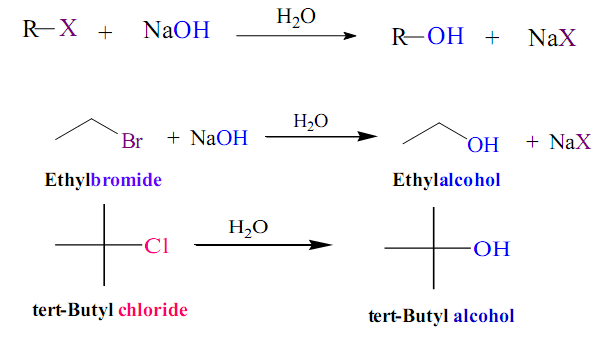 H₂O
R—X + NaOH R—OH + NaX
H₂O
Br + NaOH OH + NaX
Ethylbromide Ethylalcohol
H₂O
Cl OH
tert-Butyl chloride tert-Butyl alcohol